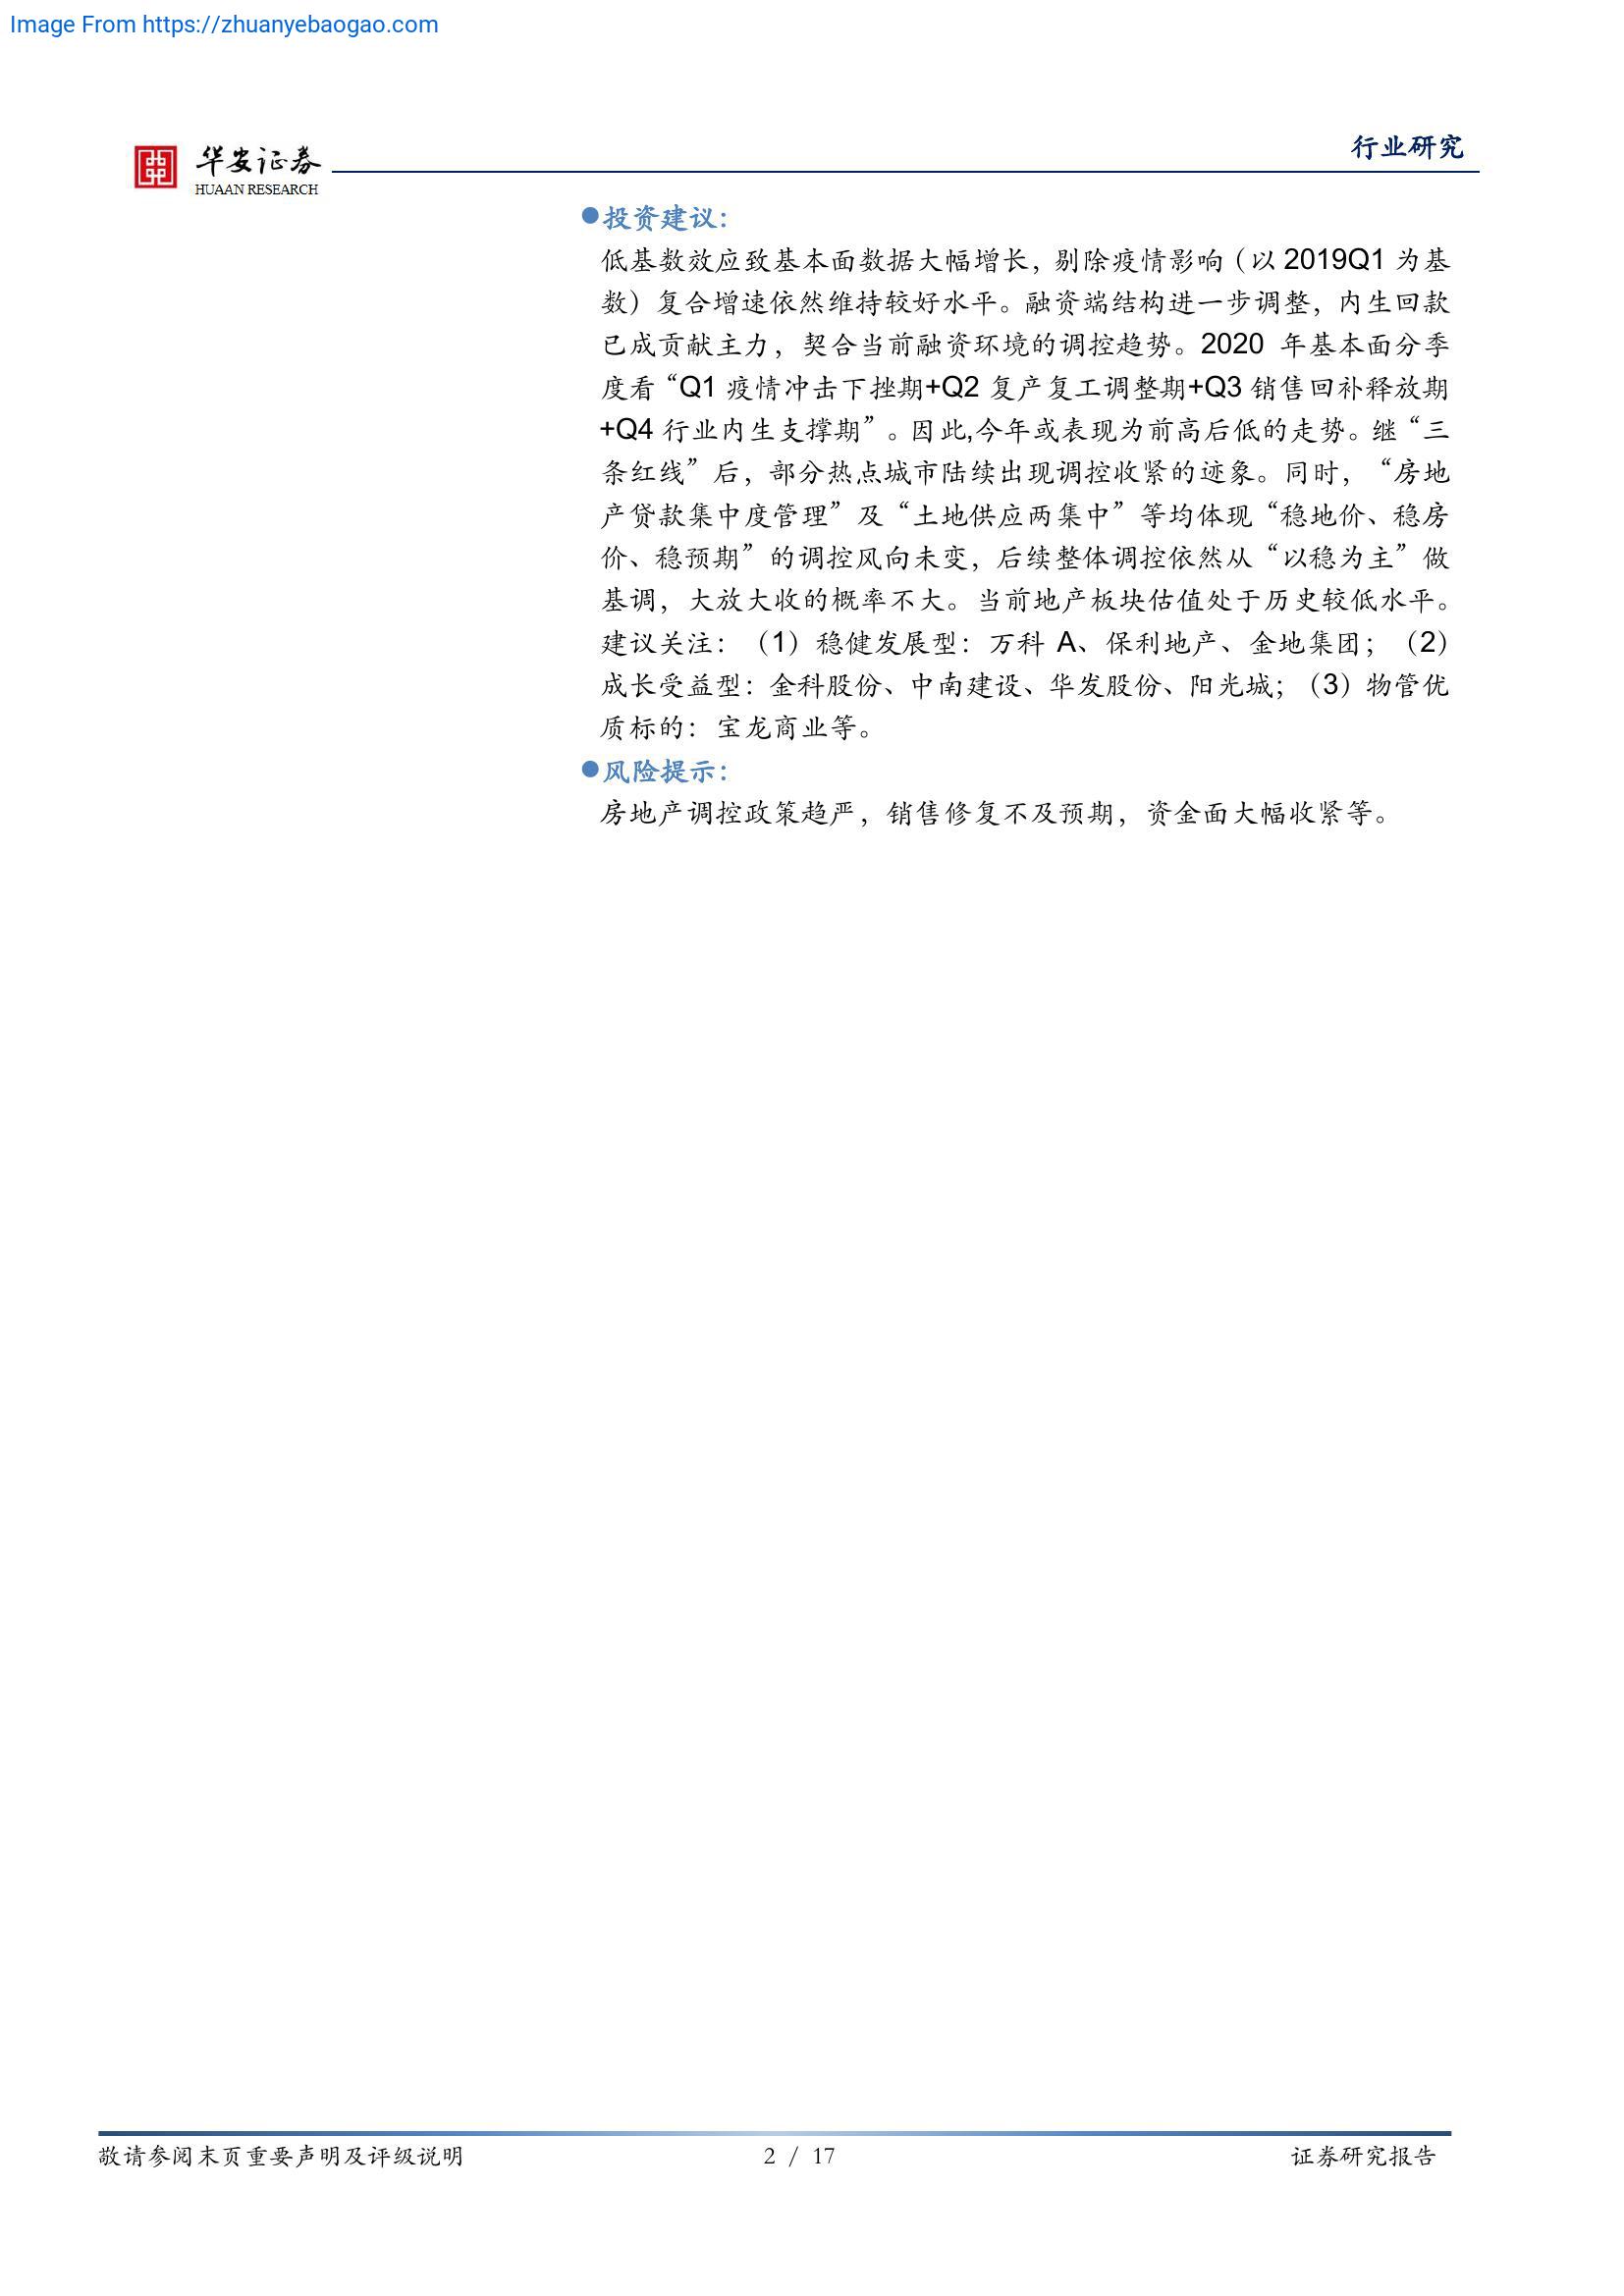 Image From https://zhuanyebaogao.com
行业研究
华安证券
HUAAN RESEARCH
●投资建议：
低基数效应致基本面数据大幅增长，剔除疫情影响（以 2019Q1 为基
数）复合增速依然维持较好水平。融资端结构进一步调整，内生回款
已成贡献主力，契合当前融资环境的调控趋势。2020 年基本面分季
度看“Q1 疫情冲击下挫期+Q2 复产复工调整期+Q3 销售回补释放期
+Q4 行业内生支撑期”。因此,今年或表现为前高后低的走势。继“三
条红线”后，部分热点城市陆续出现调控收紧的迹象。同时，“房地
产贷款集中度管理”及“土地供应两集中”等均体现“稳地价、稳房
价、稳预期”的调控风向未变，后续整体调控依然从“以稳为主”做
基调，大放大收的概率不大。当前地产板块估值处于历史较低水平。
建议关注：（1）稳健发展型：万科 A、保利地产、金地集团；（2）
成长受益型：金科股份、中南建设、华发股份、阳光城；（3）物管优
质标的：宝龙商业等。
●风险提示：
房地产调控政策趋严，销售修复不及预期，资金面大幅收紧等。
敬请参阅末页重要声明及评级说明 2 / 17 证券研究报告